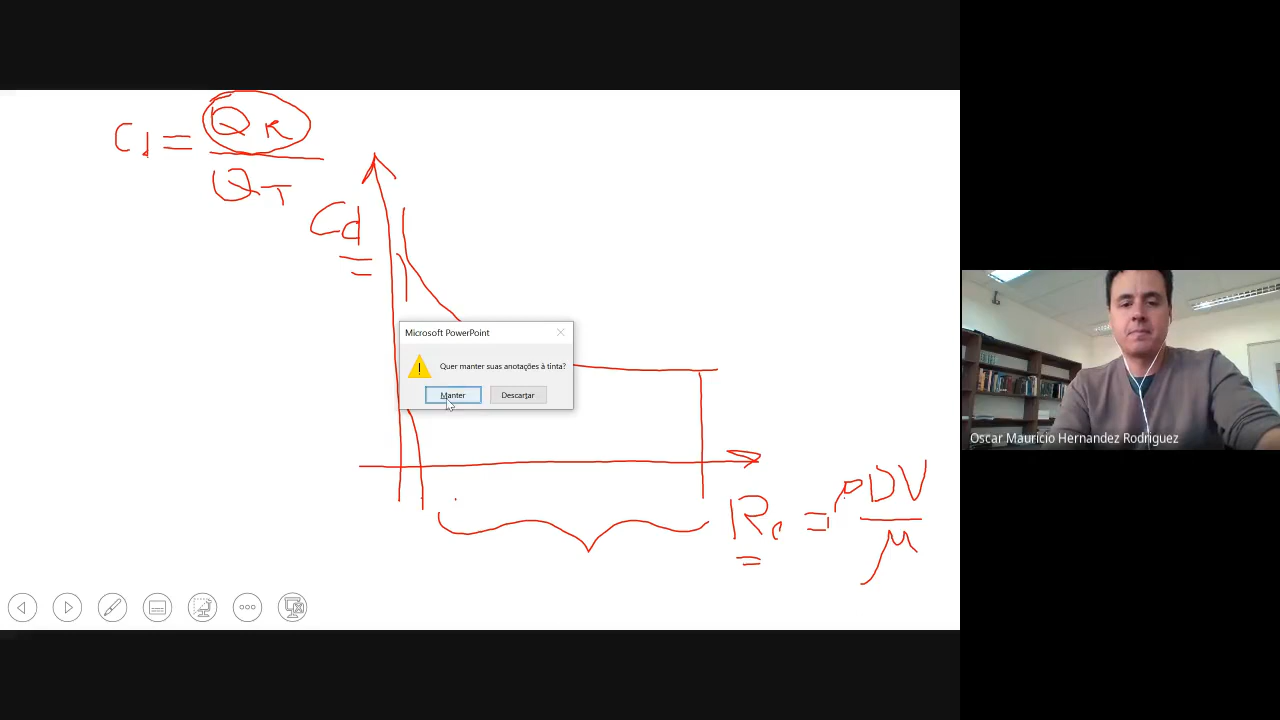 Cd = QR
QT
Cd
Microsoft PowerPoint
Quer manter suas anotações à tinta?
Manter Descartar
Oscar Mauricio Hernandez Rodriguez
Re = ρDV
μ